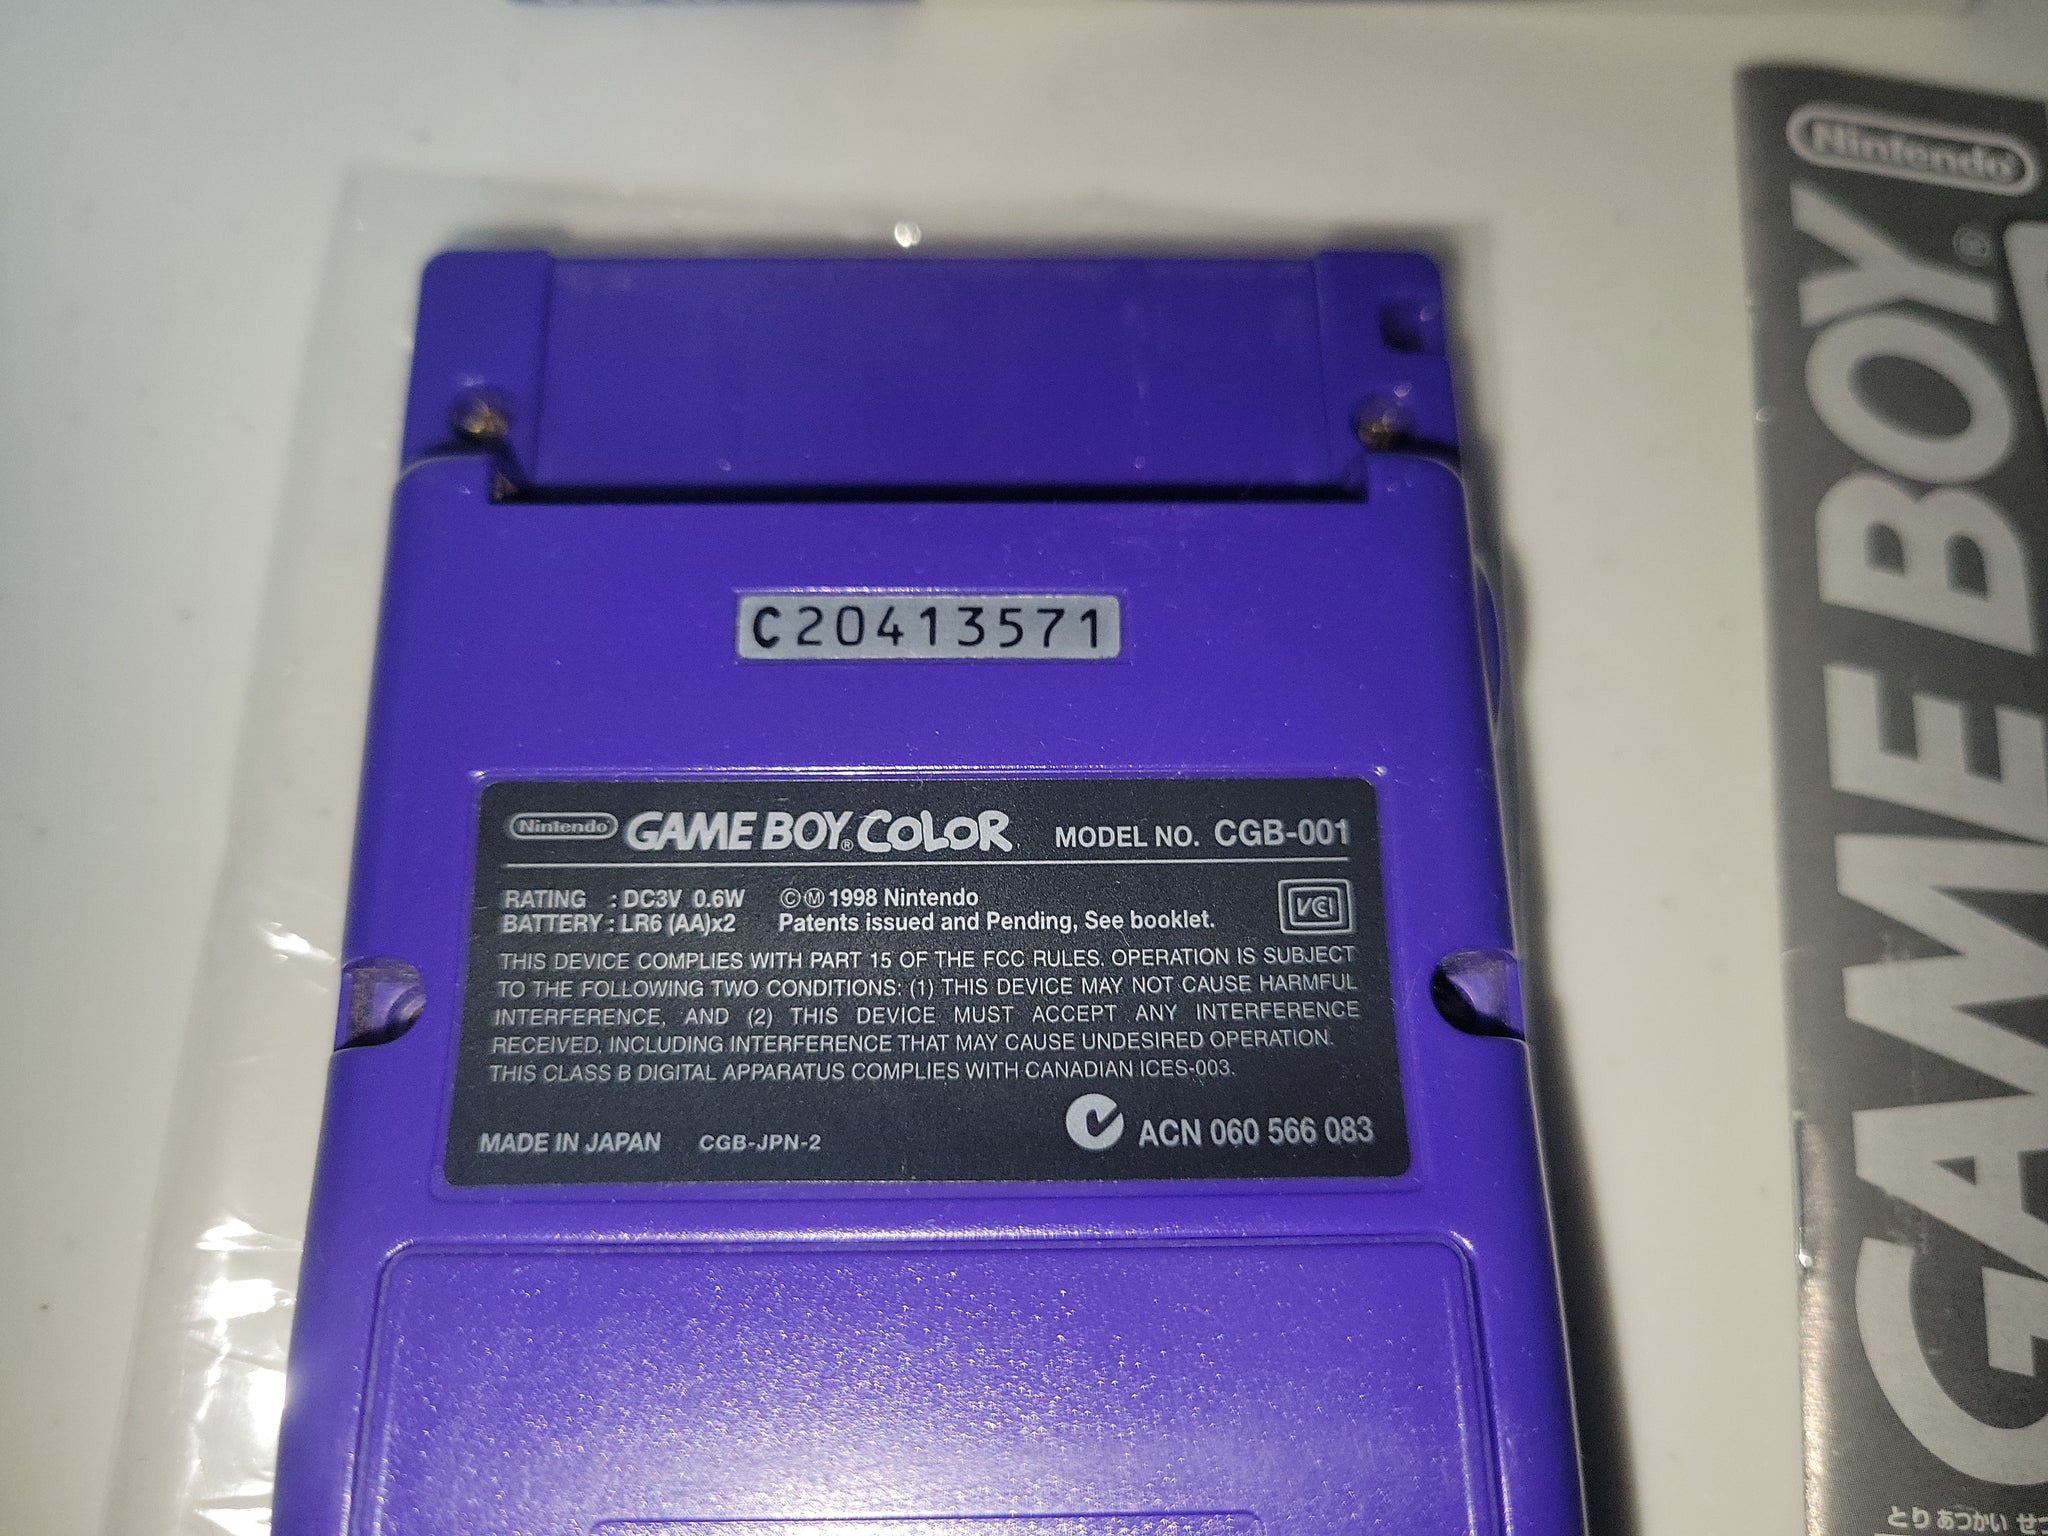 C20413571
Nintendo GAME BOY® COLOR MODEL NO. CGB-001
RATING : DC3V 0.6W ©Ⓜ1998 Nintendo
BATTERY : LR6 (AA)x2 Patents issued and Pending, See booklet.
VCI
THIS DEVICE COMPLIES WITH PART 15 OF THE FCC RULES. OPERATION IS SUBJECT
TO THE FOLLOWING TWO CONDITIONS: (1) THIS DEVICE MAY NOT CAUSE HARMFUL
INTERFERENCE, AND (2) THIS DEVICE MUST ACCEPT ANY INTERFERENCE
RECEIVED, INCLUDING INTERFERENCE THAT MAY CAUSE UNDESIRED OPERATION.
THIS CLASS B DIGITAL APPARATUS COMPLIES WITH CANADIAN ICES-003.
MADE IN JAPAN CGB-JPN-2 ACN 060 566 083
Nintendo
GAME BOY®
とりあつかい せつ